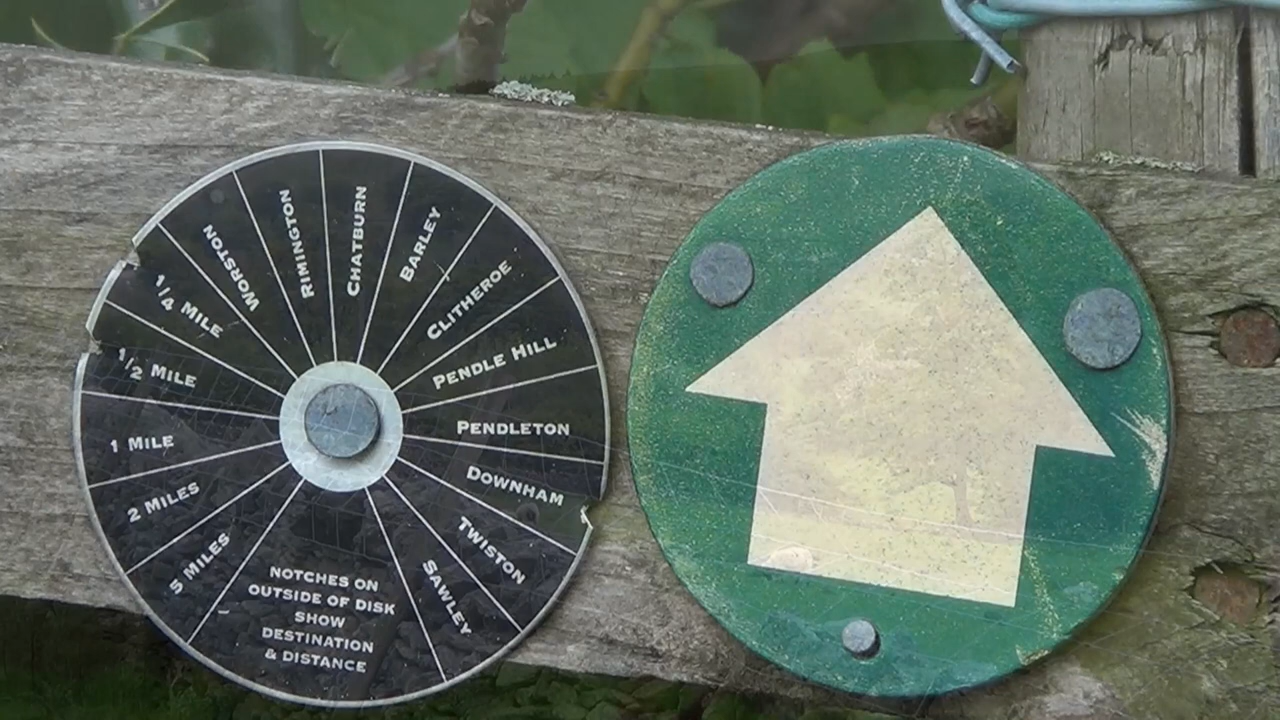 1/4 MILE
WORSTON
RIMINGTON
CHATBURN
BARLEY
CLITHEROE
PENDLE HILL
PENDLETON
DOWNHAM
TWISTON
SAWLEY
NOTCHES ON
OUTSIDE OF DISK
SHOW
DESTINATION
& DISTANCE
5 MILES
2 MILES
1 MILE
1/2 MILE